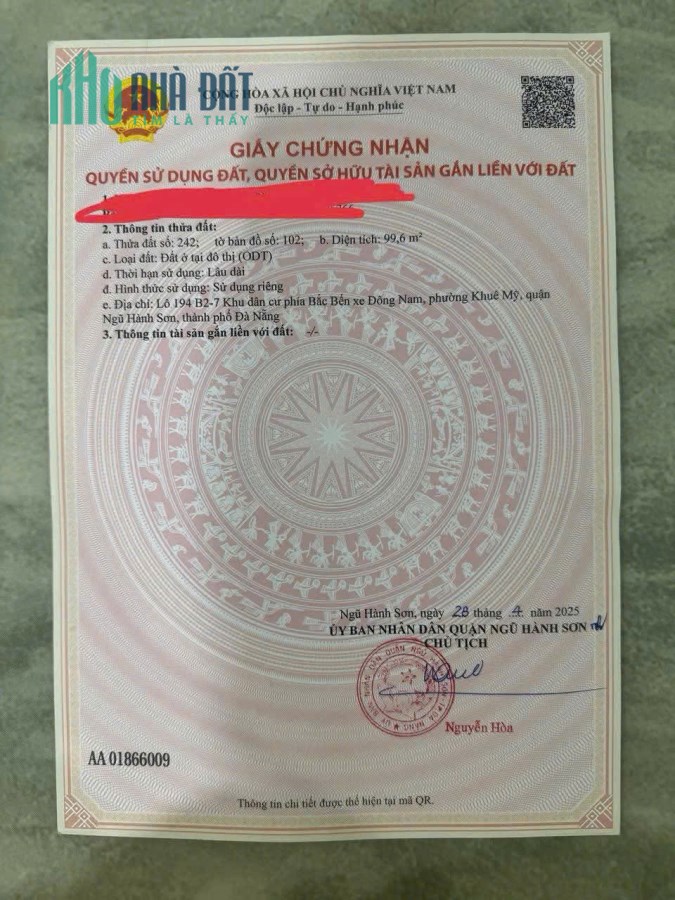 KHO NHÀ ĐẤT
TÌM LÀ THẤY
CỘNG HÒA XÃ HỘI CHỦ NGHĨA VIỆT NAM
Độc lập - Tự do - Hạnh phúc
GIẤY CHỨNG NHẬN
QUYỀN SỬ DỤNG ĐẤT, QUYỀN SỞ HỮU TÀI SẢN GẮN LIỀN VỚI ĐẤT
2. Thông tin thửa đất:
a. Thửa đất số: 242; tờ bản đồ số: 102; b. Diện tích: 99,6 m²
c. Loại đất: Đất ở tại đô thị (ODT)
d. Thời hạn sử dụng: Lâu dài
đ. Hình thức sử dụng: Sử dụng riêng
e. Địa chỉ: Lô 194 B2-7 Khu dân cư phía Bắc Bến xe Đông Nam, phường Khuê Mỹ, quận
Ngũ Hành Sơn, thành phố Đà Nẵng
3. Thông tin tài sản gắn liền với đất: -/-
Ngũ Hành Sơn, ngày 28 tháng 4 năm 2025
ỦY BAN NHÂN DÂN QUẬN NGŨ HÀNH SƠN
CHỦ TỊCH
Nguyễn Hòa
AA 01866009
Thông tin chi tiết được thể hiện tại mã QR.